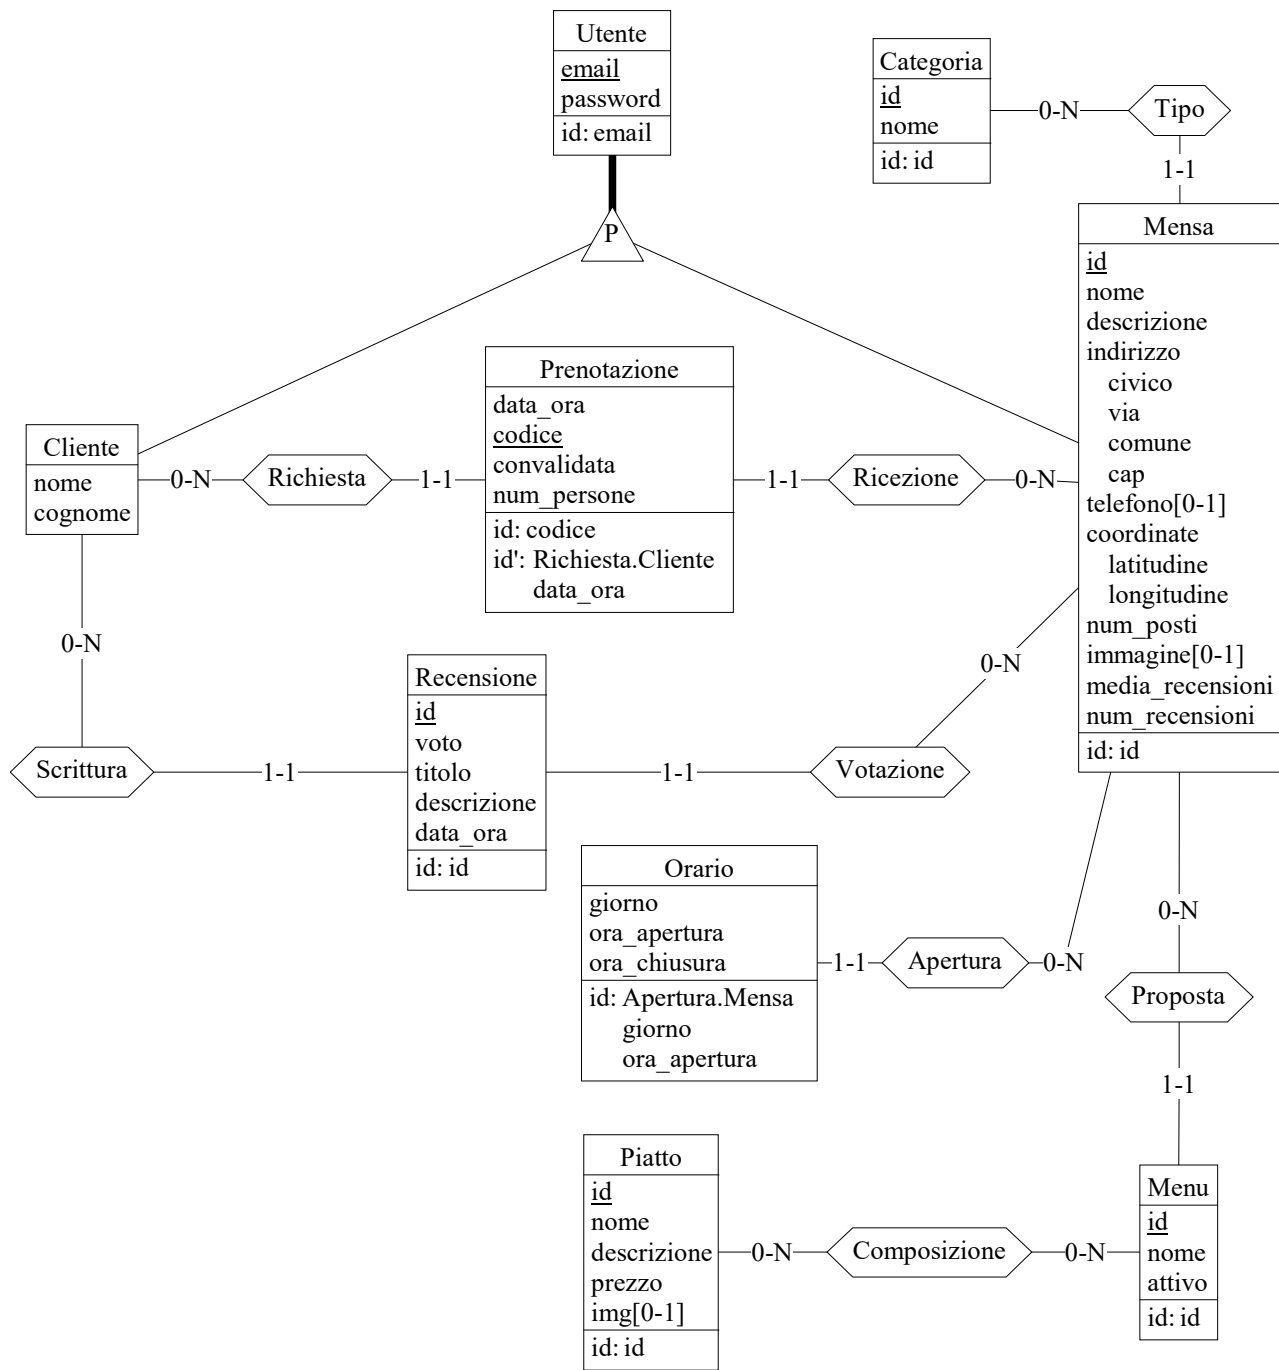 Utente
email
password
id: email
Categoria
id
nome
id: id
0-N
Tipo
1-1
P
Mensa
id
nome
descrizione
indirizzo
civico
via
comune
cap
telefono[0-1]
coordinate
latitudine
longitudine
num_posti
immagine[0-1]
media_recensioni
num_recensioni
id: id
Cliente
nome
cognome
0-N
Richiesta
1-1
Prenotazione
data_ora
codice
convalidata
num_persone
id: codice
id': Richiesta.Cliente
data_ora
1-1
Ricezione
0-N
0-N
Scrittura
1-1
Recensione
id
voto
titolo
descrizione
data_ora
id: id
1-1
Votazione
0-N
Orario
giorno
ora_apertura
ora_chiusura
id: Apertura.Mensa
giorno
ora_apertura
1-1
Apertura
0-N
0-N
Proposta
1-1
Piatto
id
nome
descrizione
prezzo
img[0-1]
id: id
0-N
Composizione
0-N
Menu
id
nome
attivo
id: id